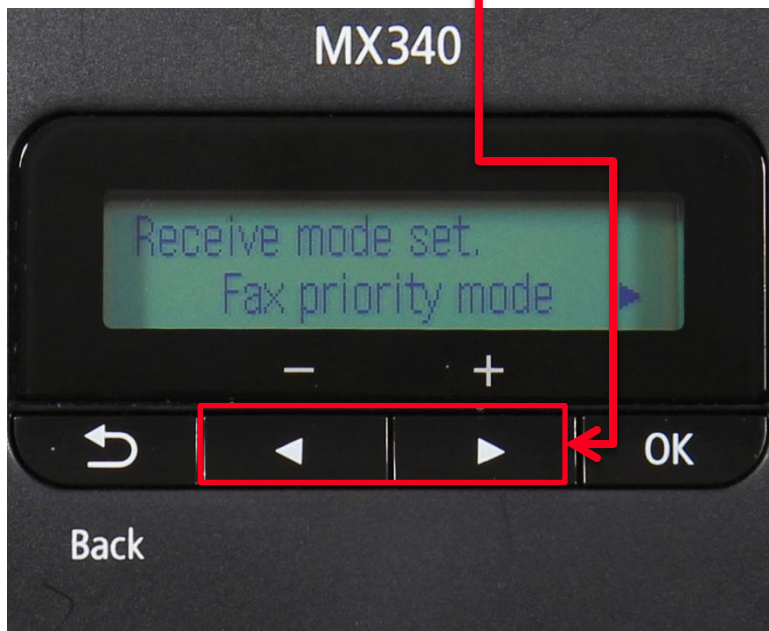 MX340
Receive mode set.
Fax priority mode
− +
OK
Back